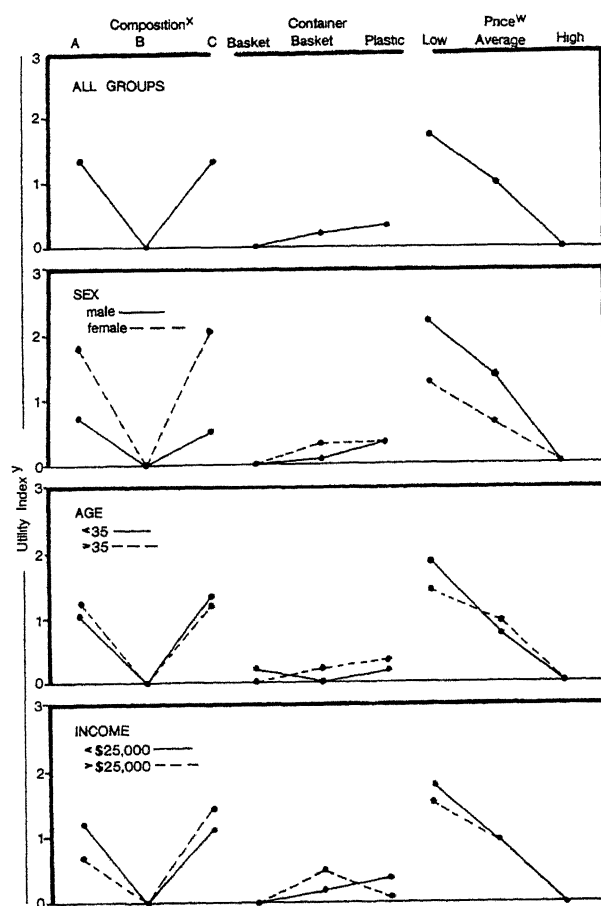 Composition x Container Price w
A B C Basket Basket Plastic Low Average High
3
ALL GROUPS
2
1
0
3
SEX
male
female
2
1
0
Utility Index y
3
AGE
<35
>35
2
1
0
3
INCOME
<$25,000
>$25,000
2
1
0